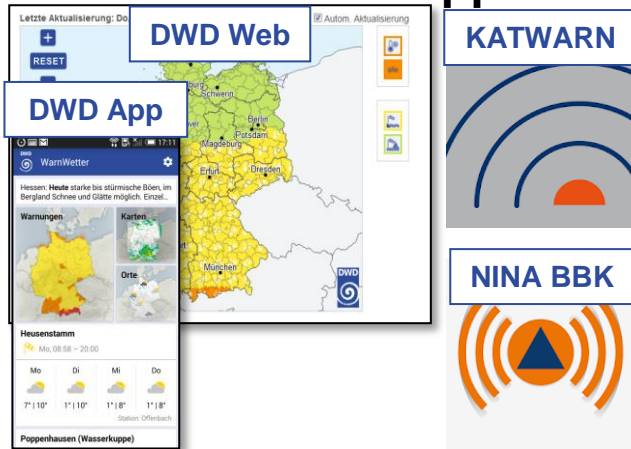 Letzte Aktualisierung: Do.
Autom. Aktualisierung
DWD Web
KATWARN
RESET
Schwerin
DWD App
Berlin
Potsdam
Magdeburg
17:11
DWD
WarnWetter
Erfurt
Dresden
Hessen: Heute starke bis stürmische Böen, im
Bergland Schnee und Glätte möglich. Einzel...
Warnungen
Karten
Orte
München
DWD
NINA BBK
Heusenstamm
Mo, 08:58 – 20:00
Mo Di Mi Do
7° | 10° 1° | 10° 1° | 8° 1° | 8°
Station: Offenbach
Poppenhausen (Wasserkuppe)